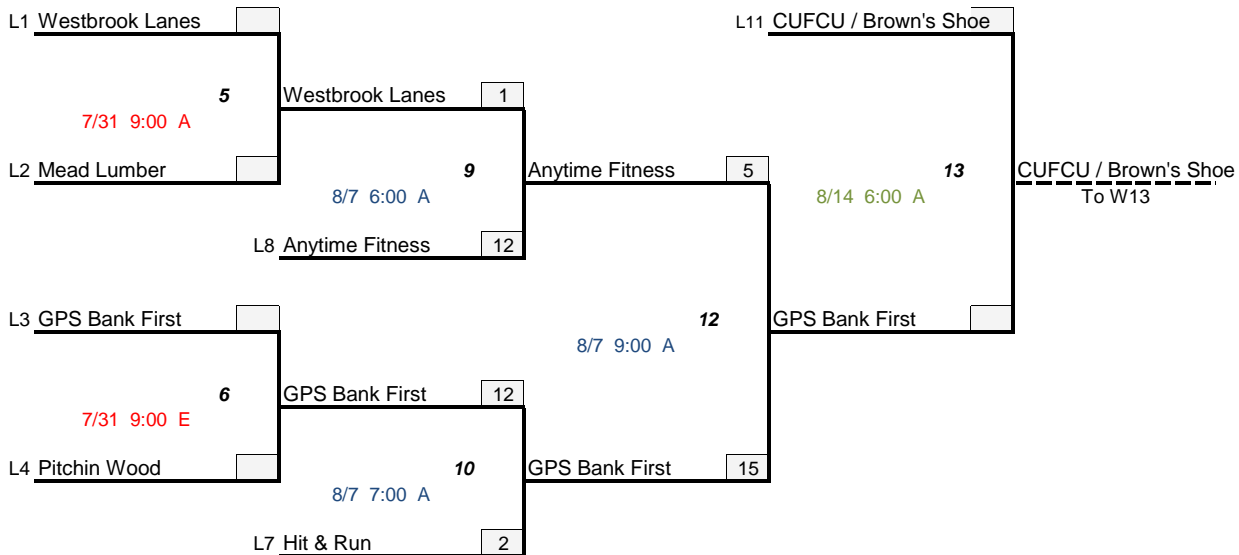 L1 Westbrook Lanes
L11 CUFCU / Brown's Shoe
5
Westbrook Lanes 1
7/31 9:00 A
L2 Mead Lumber
9
Anytime Fitness 5
13
CUFCU / Brown's Shoe
8/7 6:00 A
8/14 6:00 A
To W13
L8 Anytime Fitness 12
L3 GPS Bank First
12
GPS Bank First
8/7 9:00 A
6
GPS Bank First 12
7/31 9:00 E
L4 Pitchin Wood
10
GPS Bank First 15
8/7 7:00 A
L7 Hit & Run 2